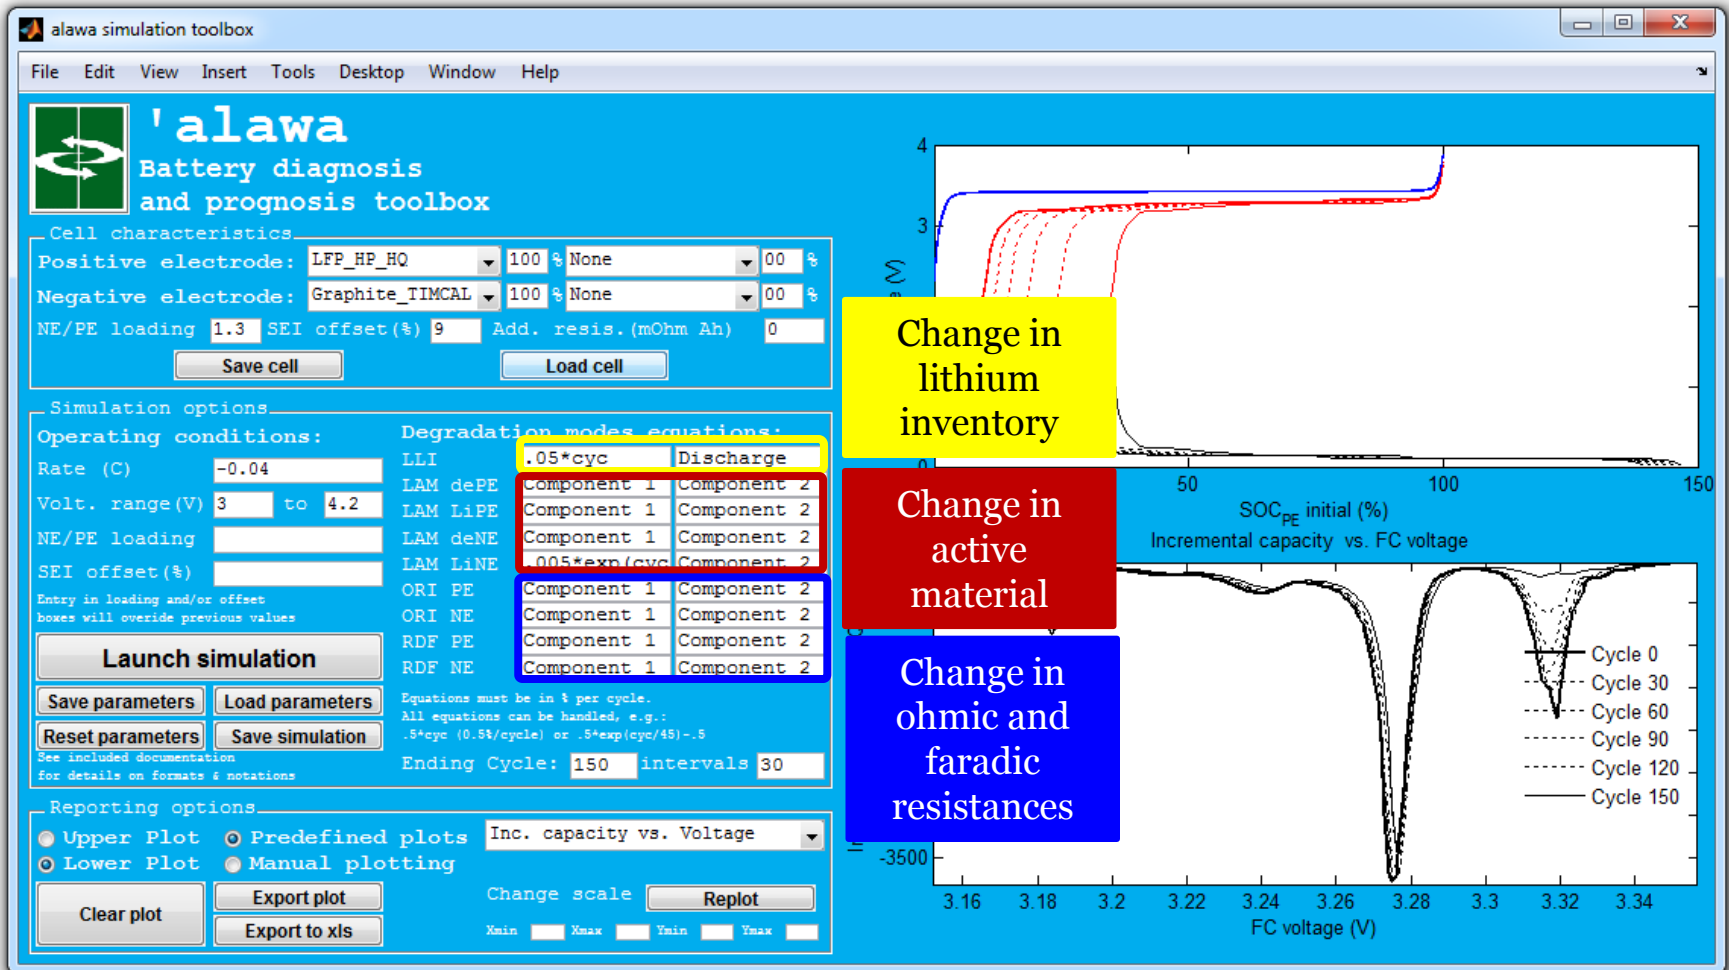 alawa simulation toolbox
File Edit View Insert Tools Desktop Window Help
'alawa
Battery diagnosis
and prognosis toolbox
Cell characteristics
Positive electrode: LFP_HP_HQ 100 % None 00 %
Negative electrode: Graphite_TIMCAL 100 % None 00 %
NE/PE loading 1.3 SEI offset(%) 9 Add. resis.(mOhm Ah) 0
Save cell Load cell
Simulation options
Operating conditions:
Rate (C) -0.04
Volt. range(V) 3 to 4.2
NE/PE loading
SEI offset(%)
Entry in loading and/or offset
boxes will overide previous values
Launch simulation
Save parameters Load parameters
Reset parameters Save simulation
See included documentation
for details on formats & notations
Degradation modes equations:
LLI .05*cyc Discharge
LAM dePE Component 1 Component 2
LAM LiPE Component 1 Component 2
LAM deNE Component 1 Component 2
LAM LiNE .005*exp(cyc Component 2
ORI PE Component 1 Component 2
ORI NE Component 1 Component 2
RDF PE Component 1 Component 2
RDF NE Component 1 Component 2
Equations must be in % per cycle.
All equations can be handled, e.g.:
.5*cyc (0.5%/cycle) or .5*exp(cyc/45)-.5
Ending Cycle: 150 intervals 30
Reporting options
Upper Plot Predefined plots Inc. capacity vs. Voltage
Lower Plot Manual plotting
Clear plot
Export plot
Export to xls
Change scale Replot
Xmin Xmax Ymin Ymax
4
3
(V)
0
50 100 150
SOC PE initial (%)
Change in
lithium
inventory
Change in
active
material
Change in
ohmic and
faradic
resistances
Incremental capacity vs. FC voltage
Cycle 0
Cycle 30
Cycle 60
Cycle 90
Cycle 120
Cycle 150
-3500
3.16 3.18 3.2 3.22 3.24 3.26 3.28 3.3 3.32 3.34
FC voltage (V)